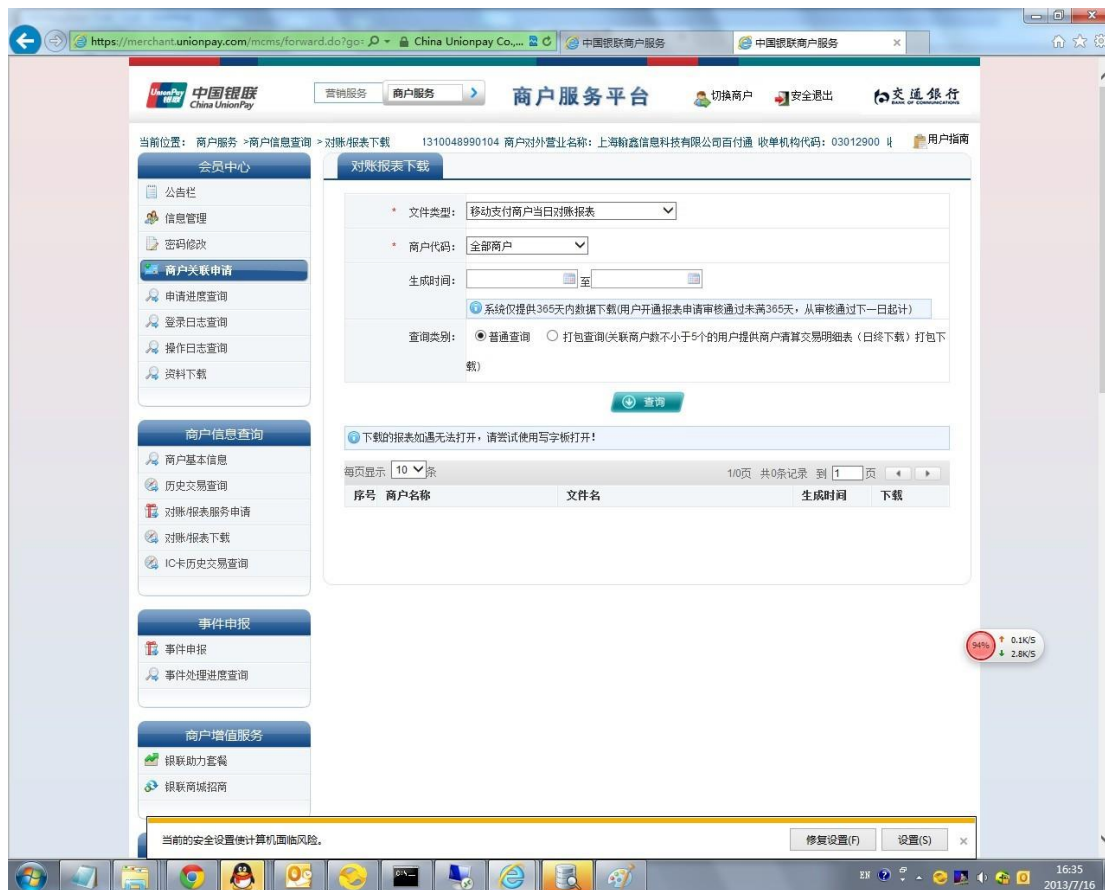 https://merchant.unionpay.com/mcms/forward.do?go= China Unionpay Co.,... 中国银联商户服务 中国银联商户服务
UnionPay 银联 中国银联 China UnionPay 营销服务 商户服务 商户服务平台 切换商户 安全退出 交通银行 BANK OF COMMUNICATIONS
当前位置： 商户服务 >商户信息查询 >对账/报表下载 1310048990104 商户对外营业名称：上海翰鑫信息科技有限公司百付通 收单机构代码：03012900 用户指南
会员中心
公告栏
信息管理
密码修改
商户关联申请
申请进度查询
登录日志查询
操作日志查询
资料下载
商户信息查询
商户基本信息
历史交易查询
对账/报表服务申请
对账/报表下载
IC卡历史交易查询
事件申报
事件申报
事件处理进度查询
商户增值服务
银联助力套餐
银联商城招商
对账报表下载
* 文件类型： 移动支付商户当日对账报表
* 商户代码： 全部商户
生成时间： 至
系统仅提供365天内数据下载(用户开通报表申请审核通过未满365天，从审核通过下一日起计)
查询类别： 普通查询 打包查询(关联商户数不小于5个的用户提供商户清算交易明细表（日终下载）打包下
载)
查询
下载的报表如遇无法打开，请尝试使用写字板打开！
每页显示 10 条 1/0页 共0条记录 到 1 页
序号 商户名称 文件名 生成时间 下载
94% 0.1K/S
2.8K/S
当前的安全设置使计算机面临风险。 修复设置(F) 设置(S)
EN 16:35
2013/7/16